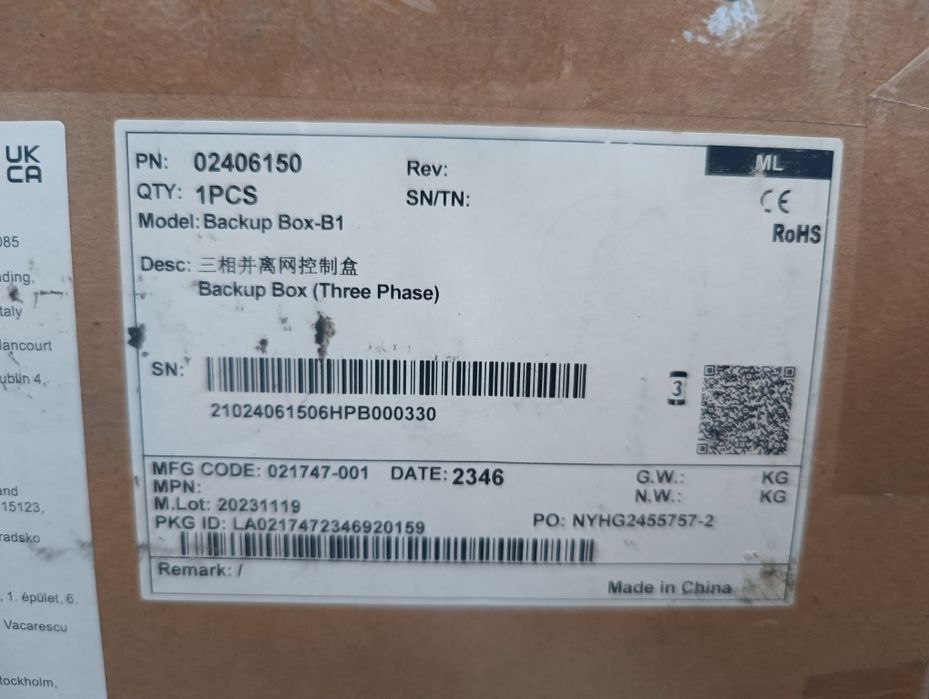 UK
CA
085
ding,
taly
lancourt
ublin 4,
and
15123,
radsko
, 1. épület, 6.
Vacarescu
tockholm,
PN: 02406150
Rev:
ML
QTY: 1PCS
SN/TN:
CE
Model: Backup Box-B1
RoHS
Desc: 三相并离网控制盒
Backup Box (Three Phase)
SN:
3
21024061506HPB000330
MFG CODE: 021747-001 DATE: 2346
G.W.: KG
MPN:
N.W.: KG
M.Lot: 20231119
PKG ID: LA0217472346920159
PO: NYHG2455757-2
Remark: /
Made in China